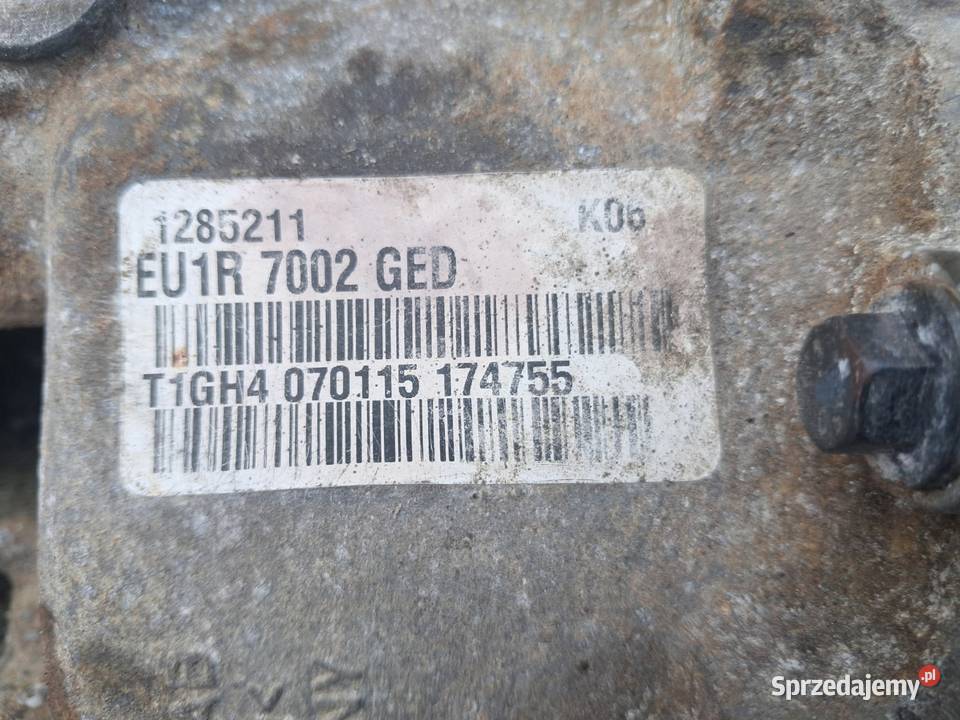 1285211 K06
EU1R 7002 GED
T1GH4 070115 174755
Sprzedajemy.pl